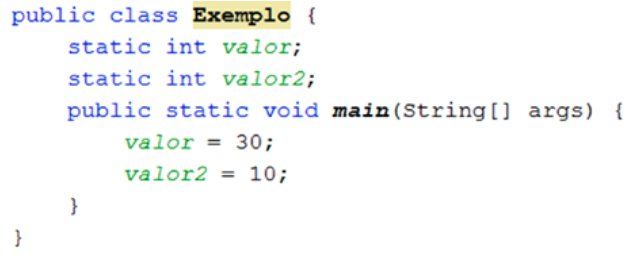 public class Exemplo {
    static int valor;
    static int valor2;
    public static void main(String[] args) {
        valor = 30;
        valor2 = 10;
    }
}